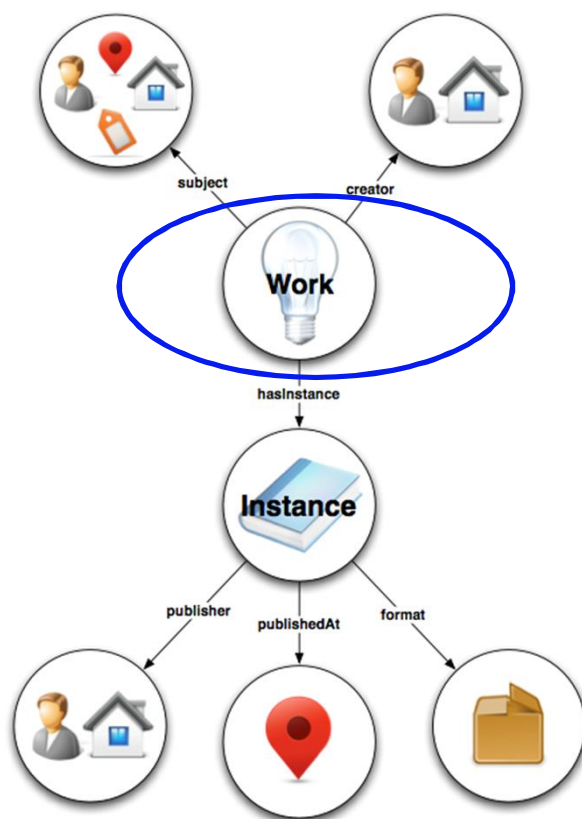 subject
creator
Work
hasInstance
Instance
publisher
publishedAt
format